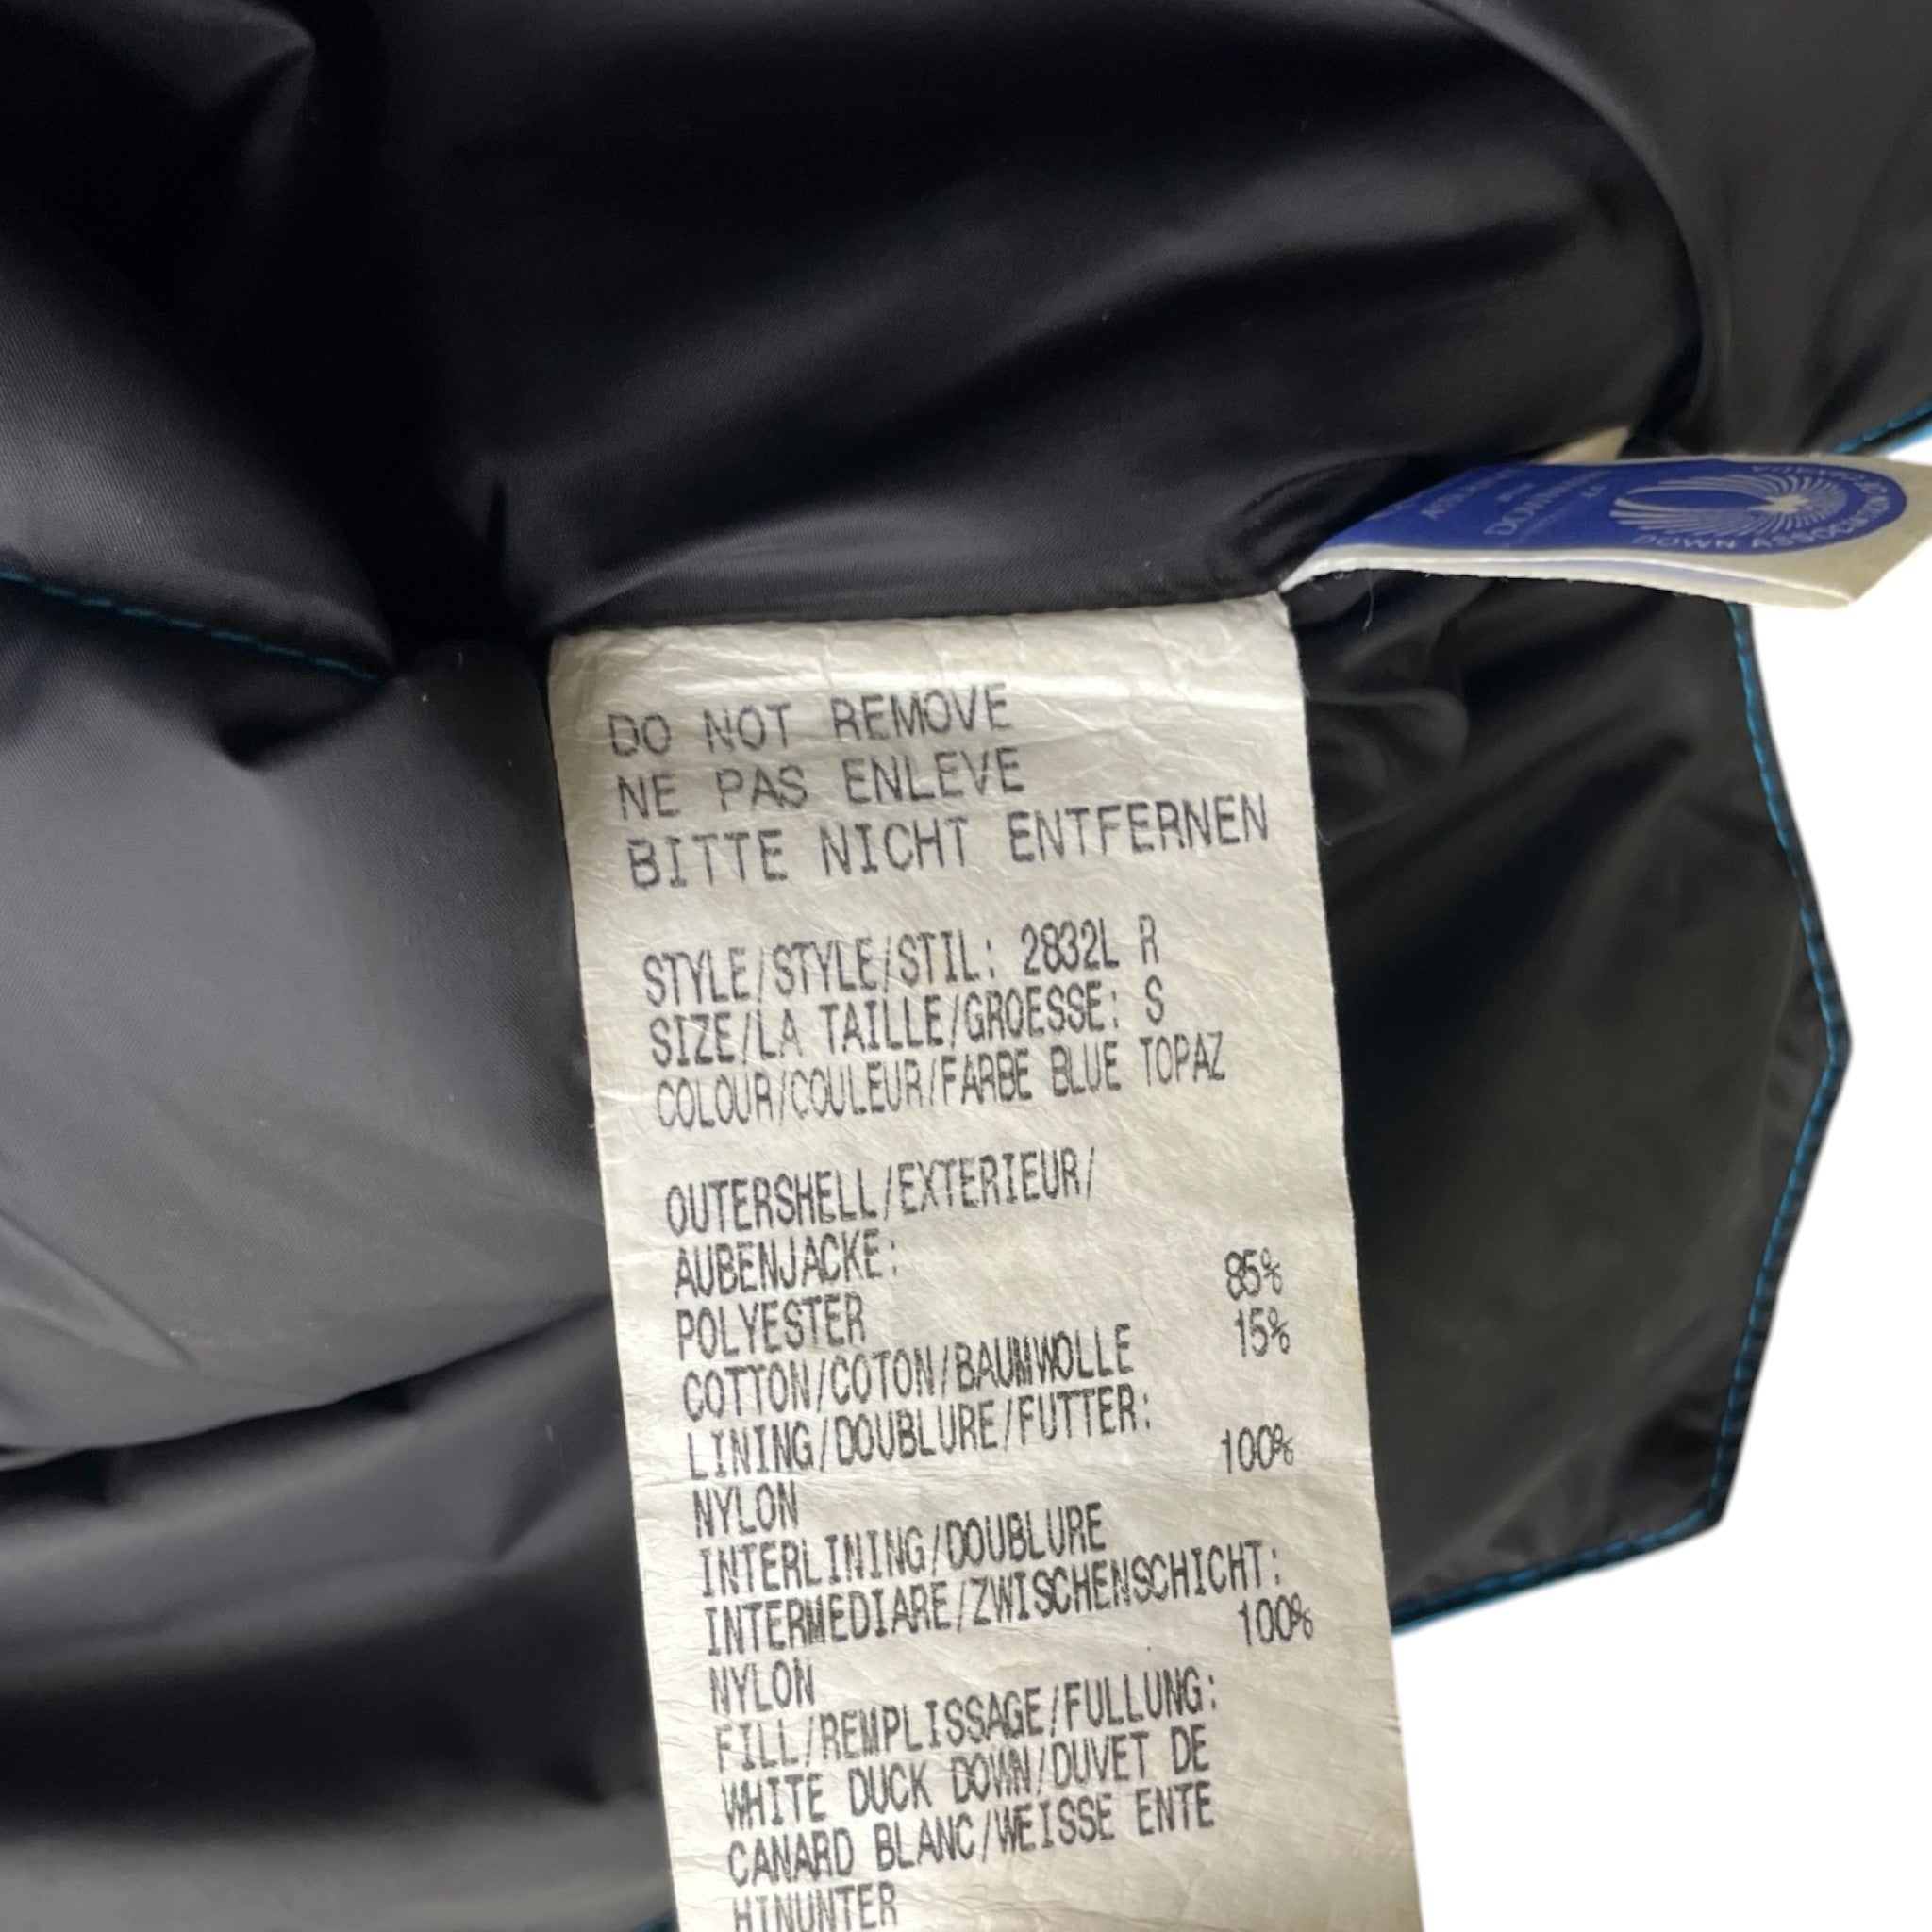 DOWN ASSOCIATION
DO NOT REMOVE
NE PAS ENLEVE
BITTE NICHT ENTFERNEN
STYLE/STYLE/STIL: 2832L R
SIZE/LA TAILLE/GROESSE: S
COLOUR/COULEUR/FARBE BLUE TOPAZ
OUTERSHELL/EXTERIEUR/
AUBENJACKE:
POLYESTER 85%
COTTON/COTON/BAUMWOLLE 15%
LINING/DOUBLURE/FUTTER:
NYLON 100%
INTERLINING/DOUBLURE
INTERMEDIARE/ZWISCHENSCHICHT:
NYLON 100%
FILL/REMPLISSAGE/FULLUNG:
WHITE DUCK DOWN/DUVET DE
CANARD BLANC/WEISSE ENTE
HINUNTER